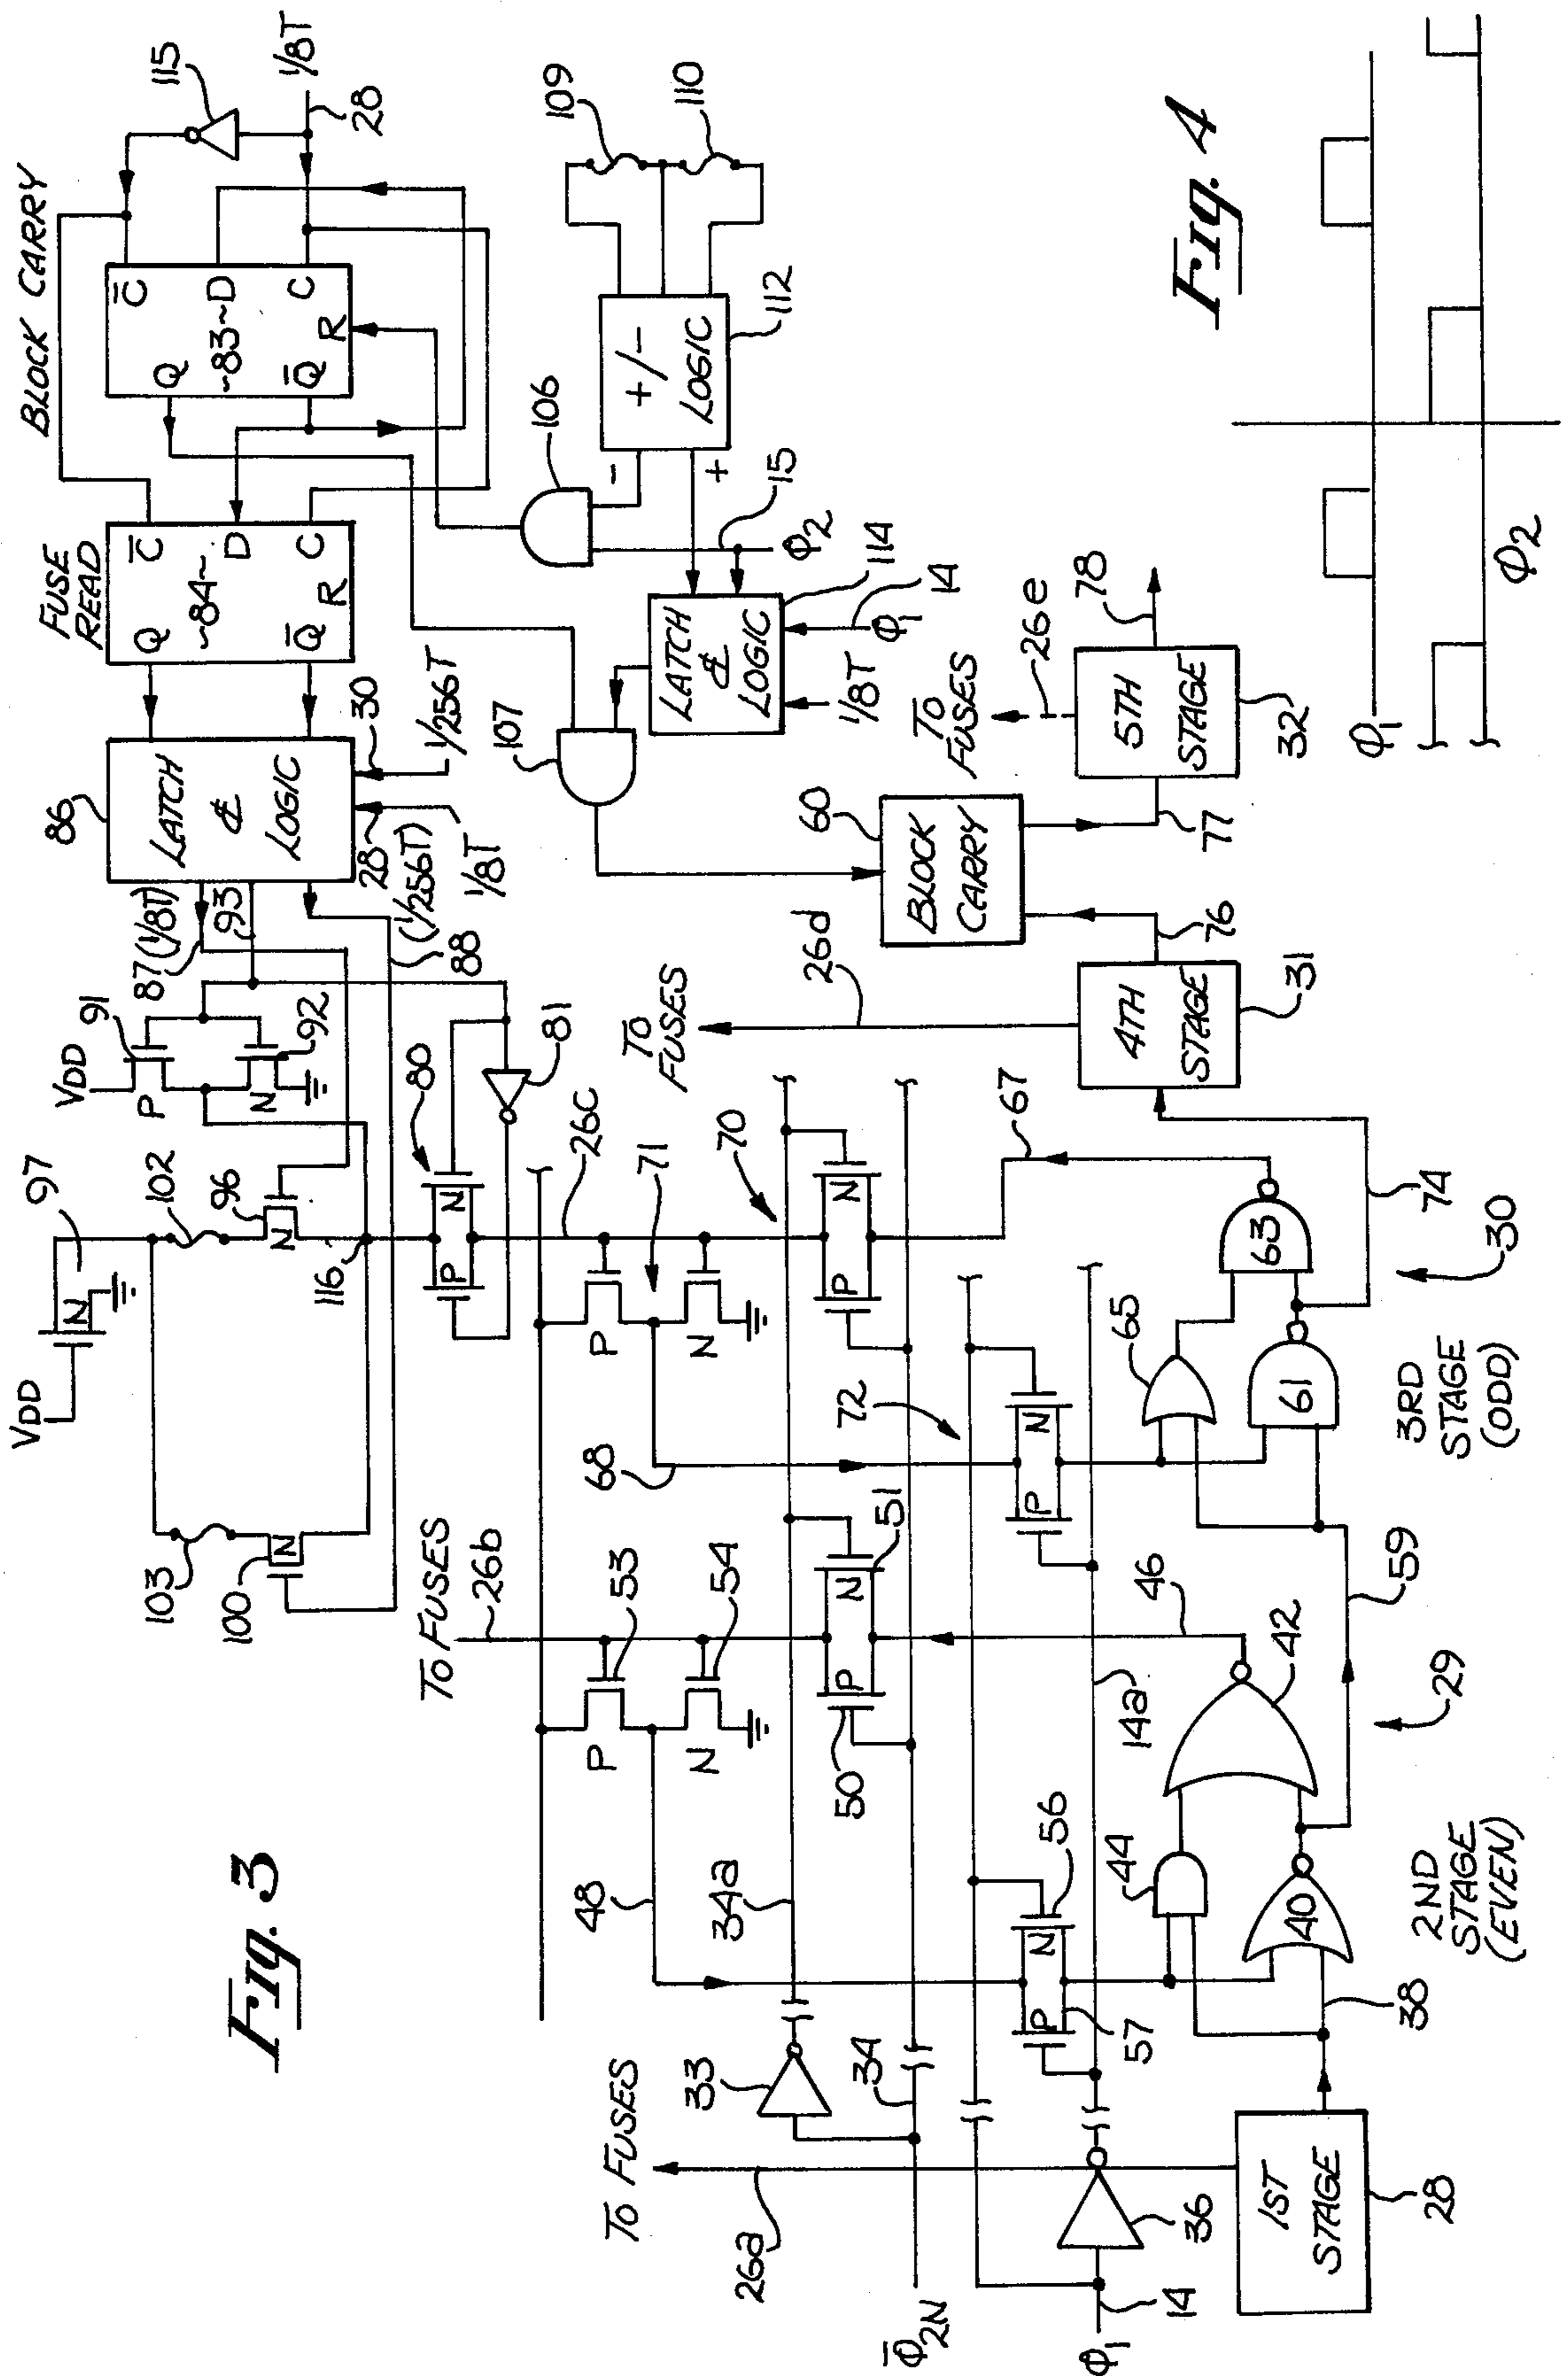 Fig. 3
VDD
97
N
103
102
100
N
96
N
116
VDD
91
P
N
92
87 (1/8T)
93
88
(1/256T)
86
LATCH
&
LOGIC
28
1/8T
30
1/256T
FUSE
READ
Q
C̅
~84~
D
Q̅
C
R
BLOCK CARRY
Q
C̅
~83~
D
Q̅
C
R
115
1/8T
28
TO FUSES
26b
80
P
N
81
26C
TO
FUSES
26d
107
LATCH
&
LOGIC
1/8T
Φ1
14
114
106
15
Φ2
−
+
+/−
LOGIC
112
109
110
TO FUSES
26a
48
P
53
N
54
68
P
N
71
70
33
34a
34
50
P
N
51
P
N
67
72
57
P
N
56
14a
46
P
N
60
BLOCK
CARRY
TO
FUSES
26e
Φ̅2N
Φ1
14
36
44
40
42
59
65
61
63
74
38
1ST
STAGE
28
2ND
STAGE
(EVEN)
29
3RD
STAGE
(ODD)
30
4TH
STAGE
31
76
77
5TH
STAGE
32
78
Fig. 4
Φ1
Φ2